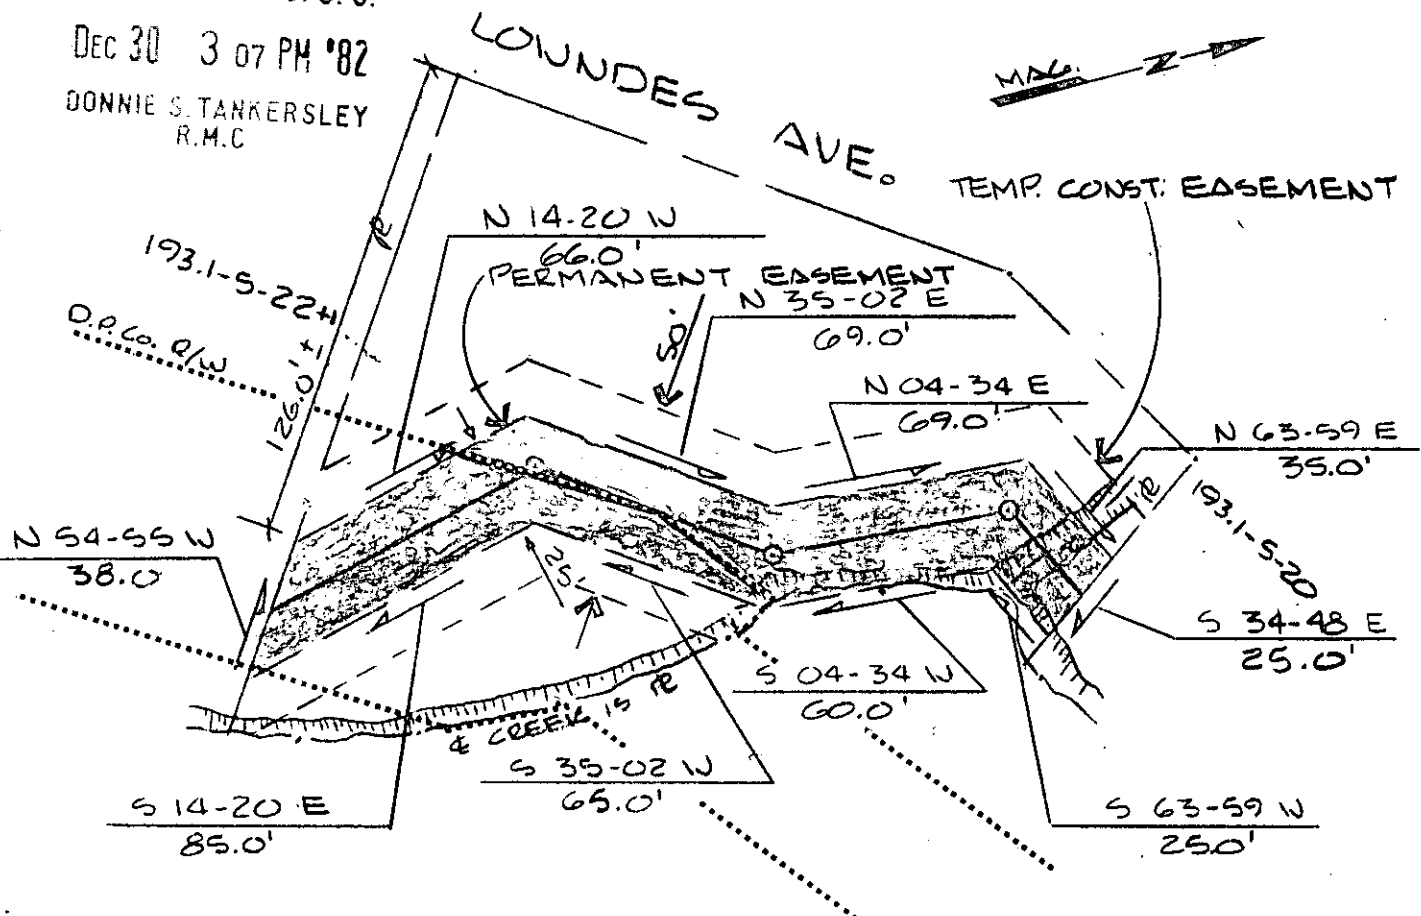 DEC 30 3 07 PM '82
DONNIE S. TANKERSLEY
R.M.C
LOWNDES AVE.
MAG.
N
TEMP. CONST. EASEMENT
N 14-20 W
66.0'
PERMANENT EASEMENT
193.1-S-22+1
D.P.Co. R/W
126.0'±
50'
N 35-02 E
69.0'
N 04-34 E
69.0'
N 63-59 E
35.0'
193.1-S-20
N 54-55 W
38.0
25'
S 34-48 E
25.0'
S 04-34 W
60.0'
℄ CREEK IS
S 35-02 W
65.0'
S 14-20 E
85.0'
S 63-59 W
25.0'